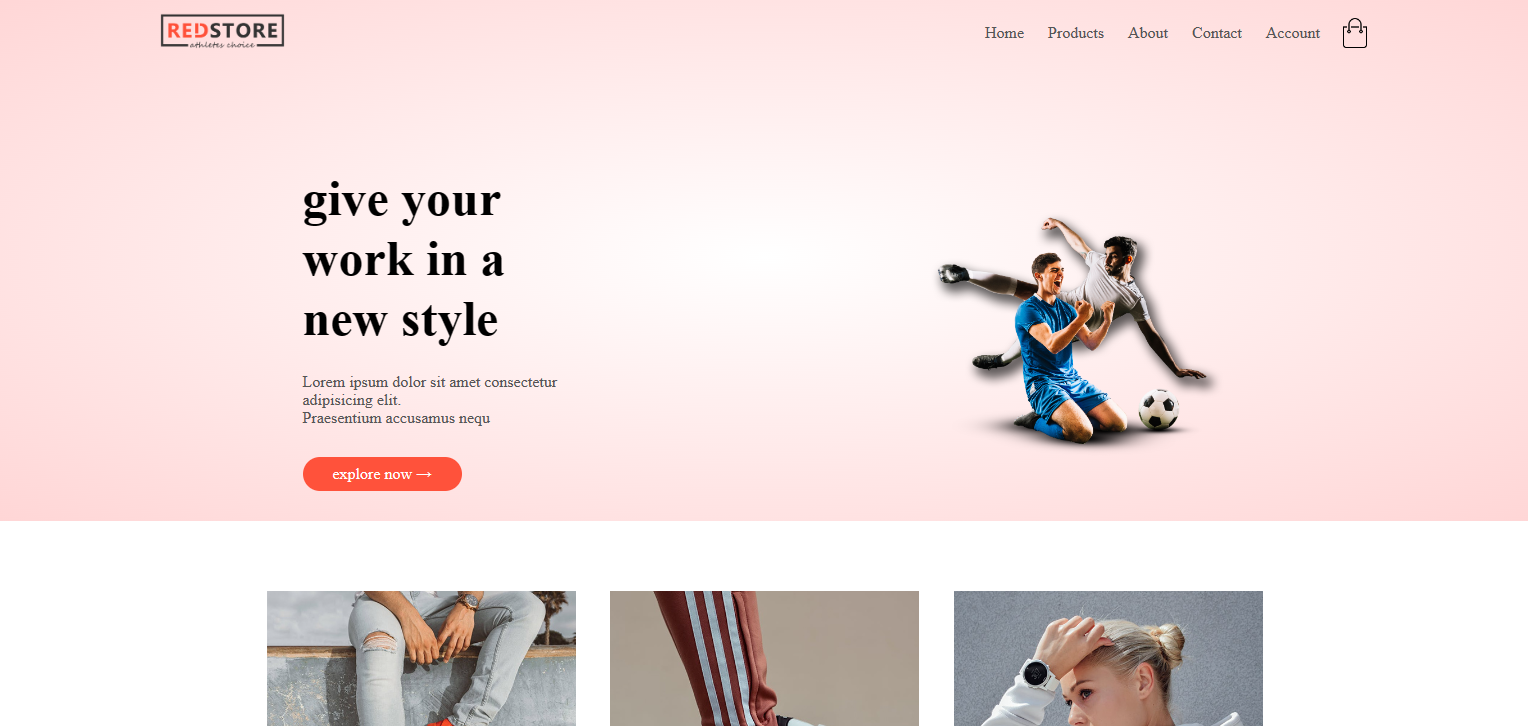 REDSTORE
athletes choice
Home Products About Contact Account
give your
work in a
new style
Lorem ipsum dolor sit amet consectetur
adipisicing elit.
Praesentium accusamus nequ
explore now →